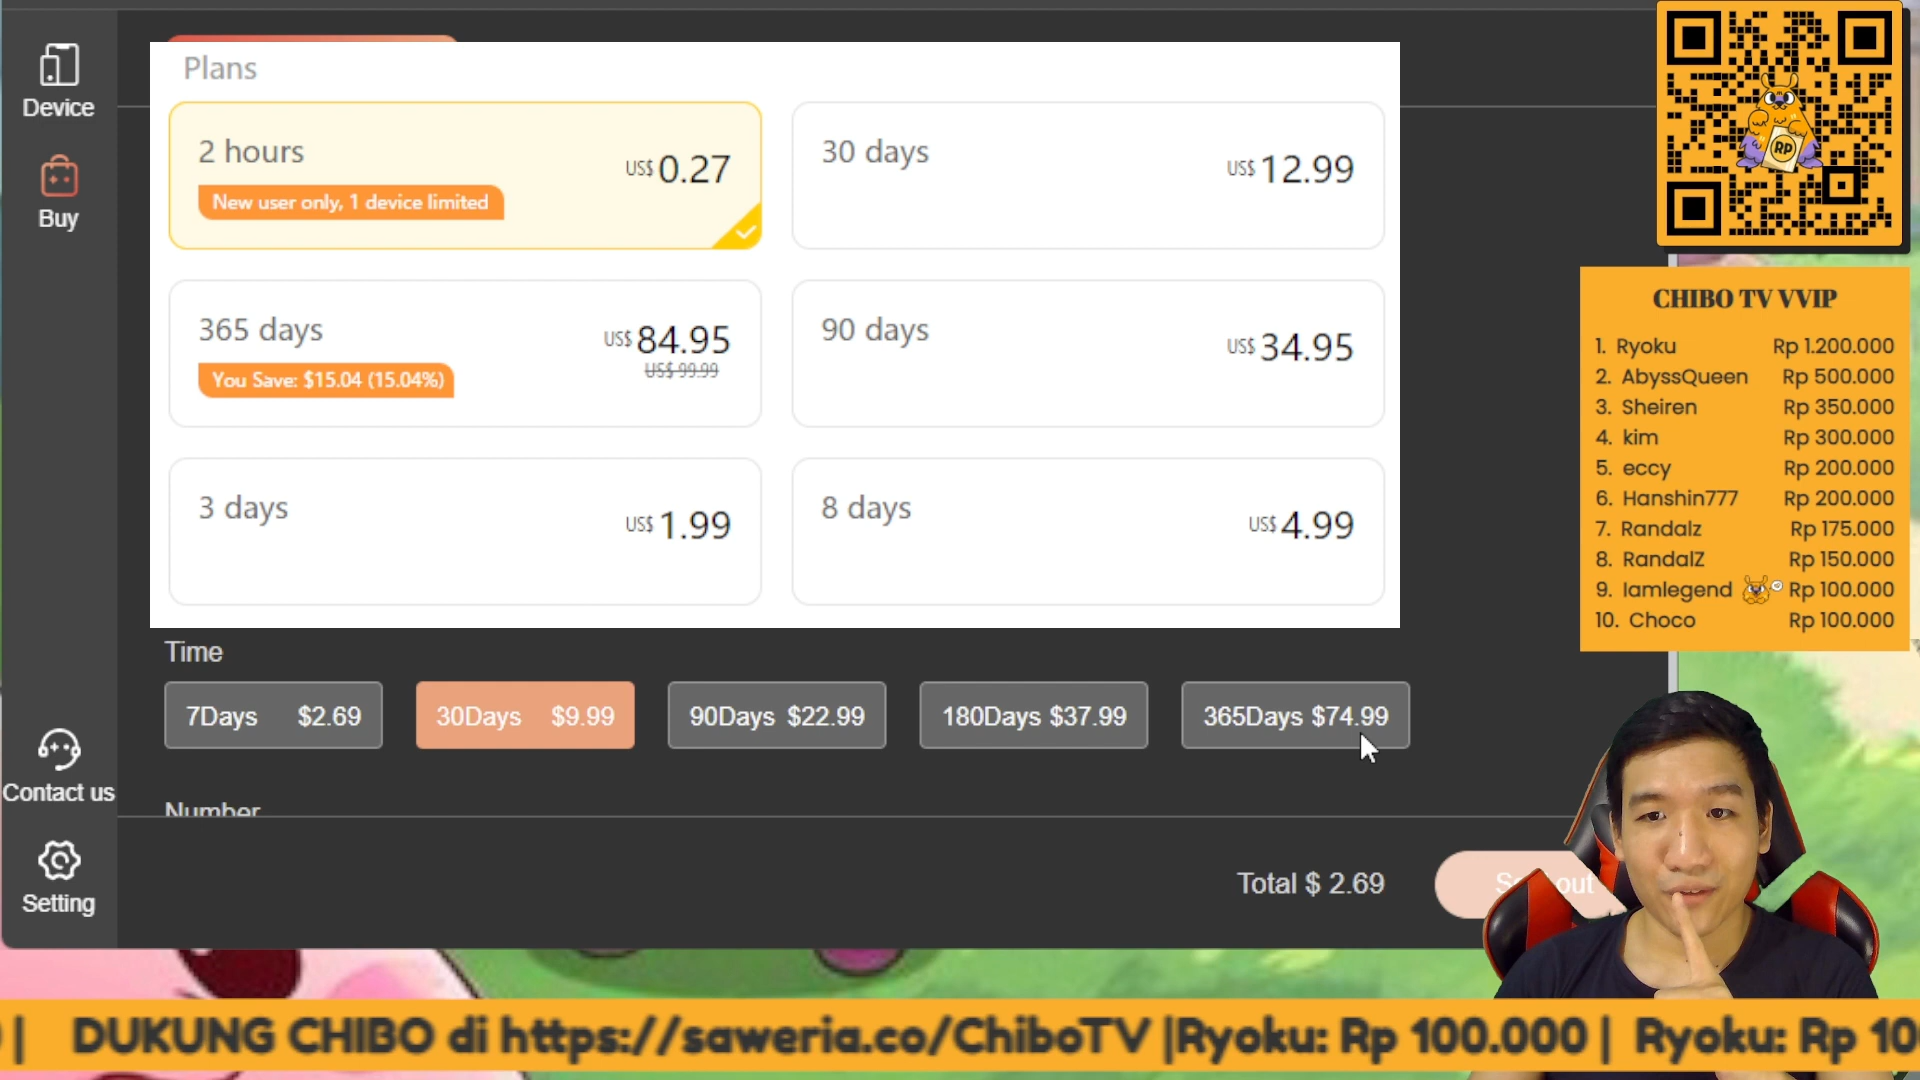 Device
Buy
Contact us
Setting
Plans
2 hours
US$ 0.27
New user only, 1 device limited
30 days
US$ 12.99
365 days
US$ 84.95
US$ 99.99
You Save: $15.04 (15.04%)
90 days
US$ 34.95
3 days
US$ 1.99
8 days
US$ 4.99
Time
7Days $2.69
30Days $9.99
90Days $22.99
180Days $37.99
365Days $74.99
Number
Total $ 2.69
out
RP
CHIBO TV VVIP
1. Ryoku Rp 1.200.000
2. AbyssQueen Rp 500.000
3. Sheiren Rp 350.000
4. kim Rp 300.000
5. eccy Rp 200.000
6. Hanshin777 Rp 200.000
7. Randalz Rp 175.000
8. RandalZ Rp 150.000
9. Iamlegend Rp 100.000
10. Choco Rp 100.000
| DUKUNG CHIBO di https://saweria.co/ChiboTV |Ryoku: Rp 100.000 | Ryoku: Rp 10